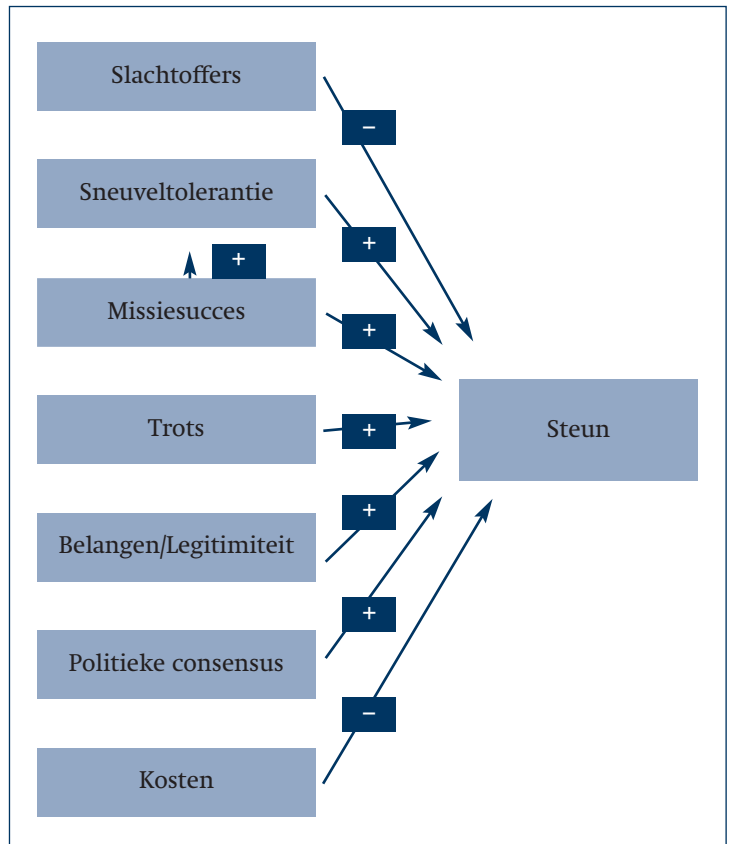 Slachtoffers
–
Sneuveltolerantie
+
+
Missiesucces
+
Trots
+
Steun
+
Belangen/Legitimiteit
+
Politieke consensus
–
Kosten